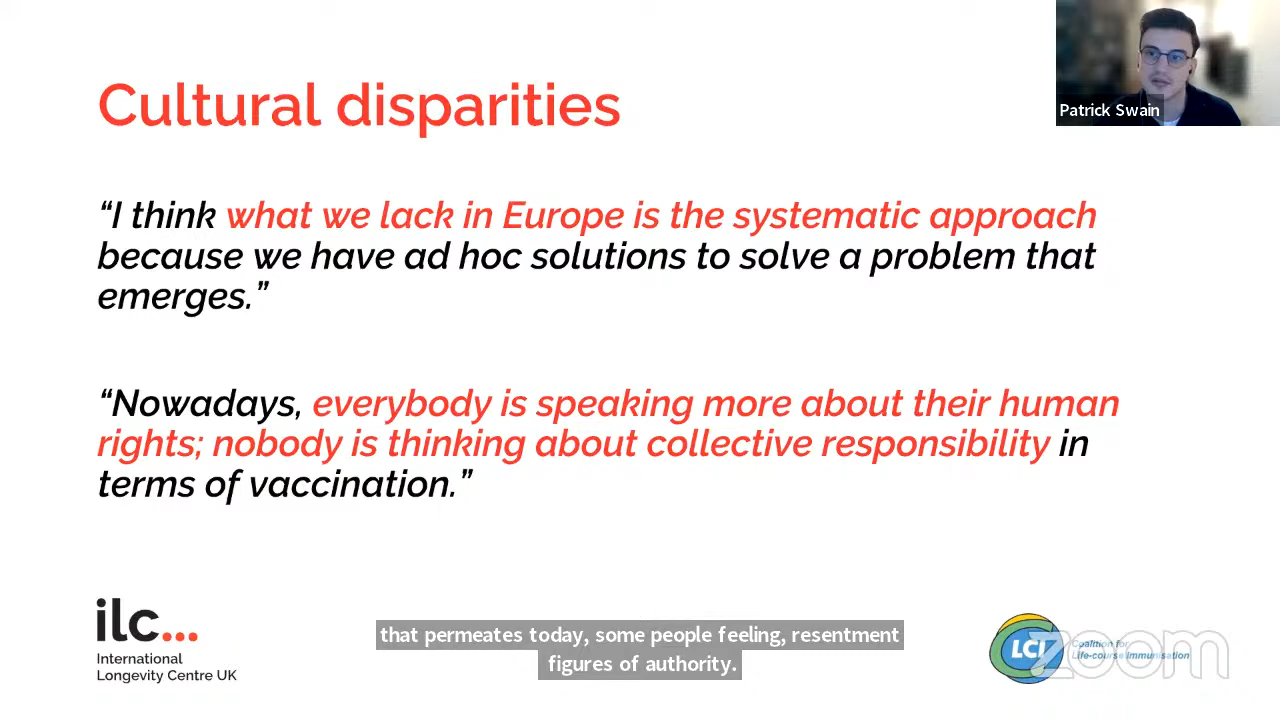 Cultural disparities
Patrick Swain
“I think what we lack in Europe is the systematic approach
because we have ad hoc solutions to solve a problem that
emerges.”
“Nowadays, everybody is speaking more about their human
rights; nobody is thinking about collective responsibility in
terms of vaccination.”
ilc...
International
Longevity Centre UK
that permeates today, some people feeling, resentment
figures of authority.
LCI
Coalition for
Life-course Immunisation
zoom